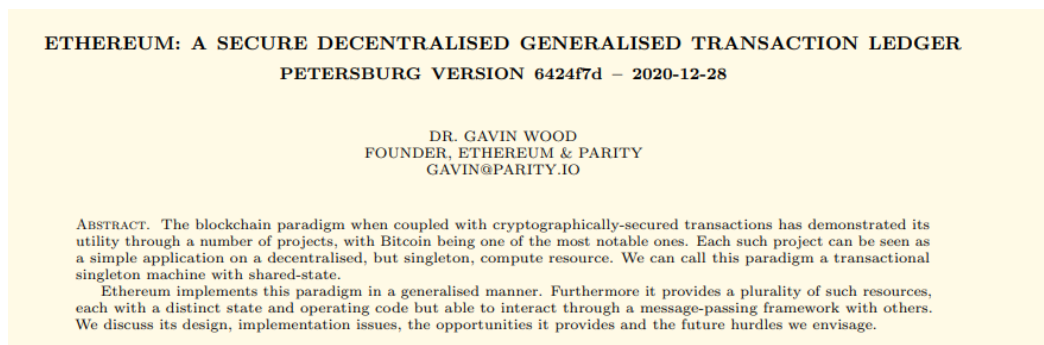 ETHEREUM: A SECURE DECENTRALISED GENERALISED TRANSACTION LEDGER
PETERSBURG VERSION 6424f7d – 2020-12-28
DR. GAVIN WOOD
FOUNDER, ETHEREUM & PARITY
GAVIN@PARITY.IO
Abstract. The blockchain paradigm when coupled with cryptographically-secured transactions has demonstrated its
utility through a number of projects, with Bitcoin being one of the most notable ones. Each such project can be seen as
a simple application on a decentralised, but singleton, compute resource. We can call this paradigm a transactional
singleton machine with shared-state.
Ethereum implements this paradigm in a generalised manner. Furthermore it provides a plurality of such resources,
each with a distinct state and operating code but able to interact through a message-passing framework with others.
We discuss its design, implementation issues, the opportunities it provides and the future hurdles we envisage.